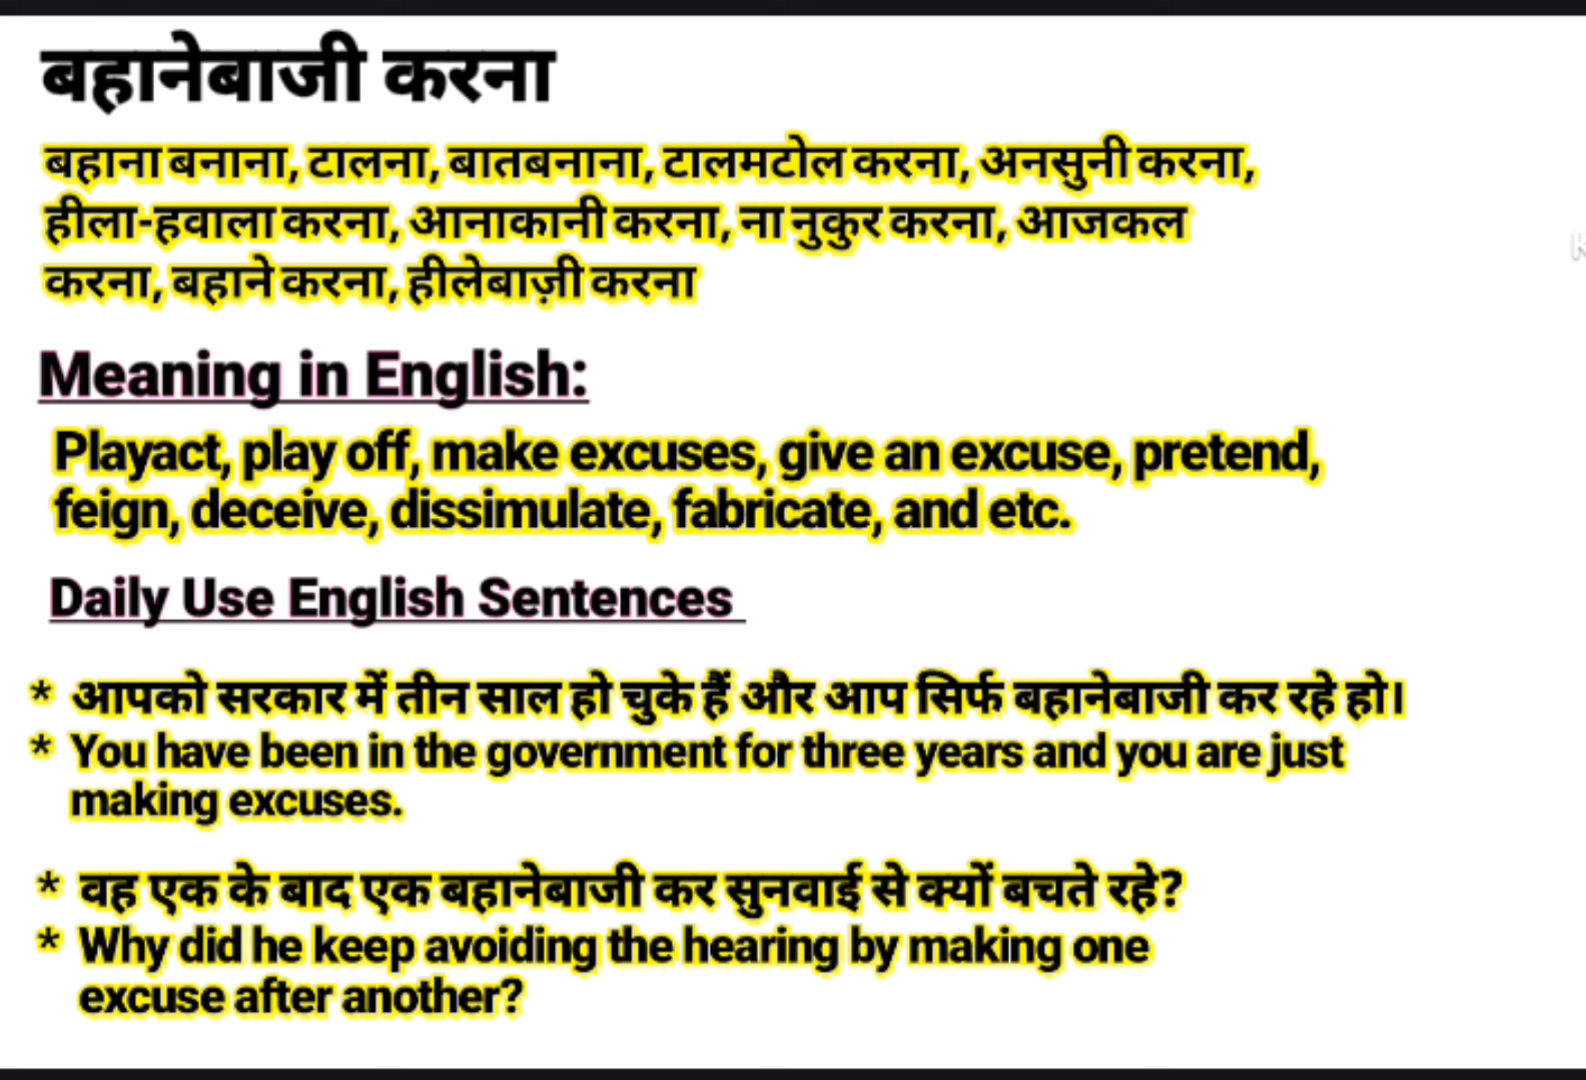 बहानेबाजी करना
बहाना बनाना, टालना, बातबनाना, टालमटोल करना, अनसुनी करना,
हीला-हवाला करना, आनाकानी करना, ना नुकुर करना, आजकल
करना, बहाने करना, हीलेबाज़ी करना
Meaning in English:
Playact, play off, make excuses, give an excuse, pretend,
feign, deceive, dissimulate, fabricate, and etc.
Daily Use English Sentences
* आपको सरकार में तीन साल हो चुके हैं और आप सिर्फ बहानेबाजी कर रहे हो।
* You have been in the government for three years and you are just
making excuses.
* वह एक के बाद एक बहानेबाजी कर सुनवाई से क्यों बचते रहे?
* Why did he keep avoiding the hearing by making one
excuse after another?